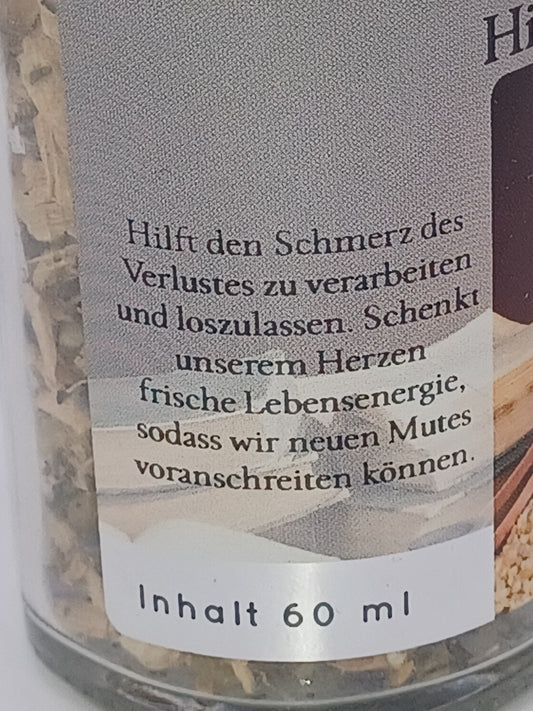 Hi
Hilft den Schmerz des
Verlustes zu verarbeiten
und loszulassen. Schenkt
unserem Herzen
frische Lebensenergie,
sodass wir neuen Mutes
voranschreiten können.
Inhalt 60 ml